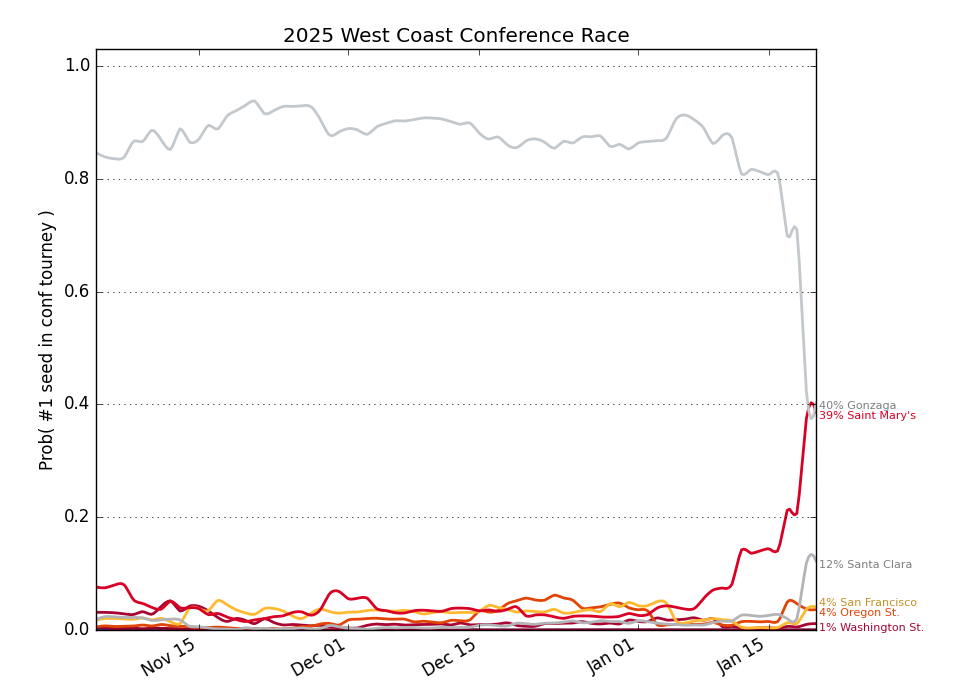 2025 West Coast Conference Race
Prob( #1 seed in conf tourney )
1.0
0.8
0.6
0.4
0.2
0.0
Nov 15
Dec 01
Dec 15
Jan 01
Jan 15
40% Gonzaga
39% Saint Mary's
12% Santa Clara
4% San Francisco
4% Oregon St.
1% Washington St.